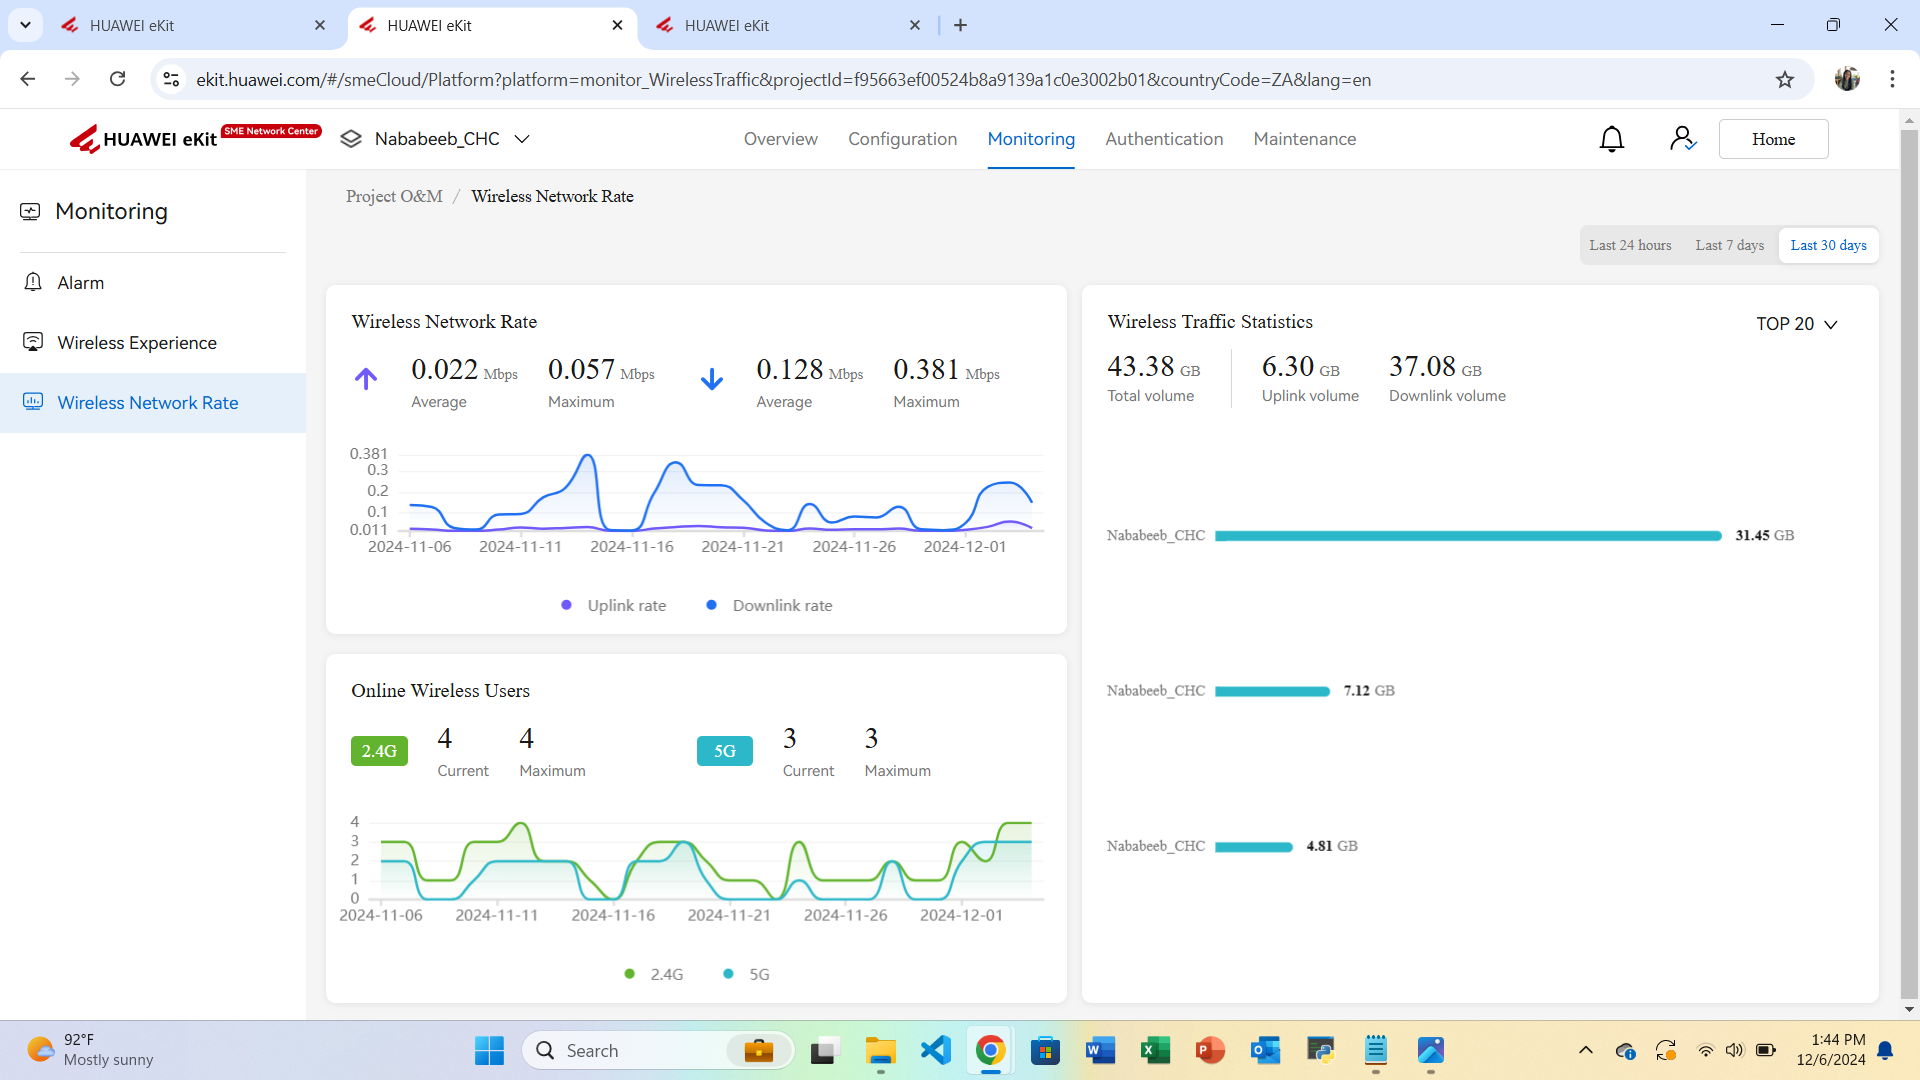 HUAWEI eKit
HUAWEI eKit
HUAWEI eKit
ekit.huawei.com/#/smeCloud/Platform?platform=monitor_WirelessTraffic&projectId=f95663ef00524b8a9139a1c0e3002b01&countryCode=ZA&lang=en
HUAWEI eKit SME Network Center
Nababeeb_CHC
Overview
Configuration
Monitoring
Authentication
Maintenance
Home
Monitoring
Alarm
Wireless Experience
Wireless Network Rate
Project O&M / Wireless Network Rate
Last 24 hours
Last 7 days
Last 30 days
Wireless Network Rate
0.022 Mbps
Average
0.057 Mbps
Maximum
0.128 Mbps
Average
0.381 Mbps
Maximum
0.381
0.3
0.2
0.1
0.011
2024-11-06
2024-11-11
2024-11-16
2024-11-21
2024-11-26
2024-12-01
Uplink rate
Downlink rate
Online Wireless Users
2.4G
4
Current
4
Maximum
5G
3
Current
3
Maximum
4
3
2
1
0
2024-11-06
2024-11-11
2024-11-16
2024-11-21
2024-11-26
2024-12-01
2.4G
5G
Wireless Traffic Statistics
TOP 20
43.38 GB
Total volume
6.30 GB
Uplink volume
37.08 GB
Downlink volume
Nababeeb_CHC
31.45 GB
Nababeeb_CHC
7.12 GB
Nababeeb_CHC
4.81 GB
92°F
Mostly sunny
Search
1:44 PM
12/6/2024